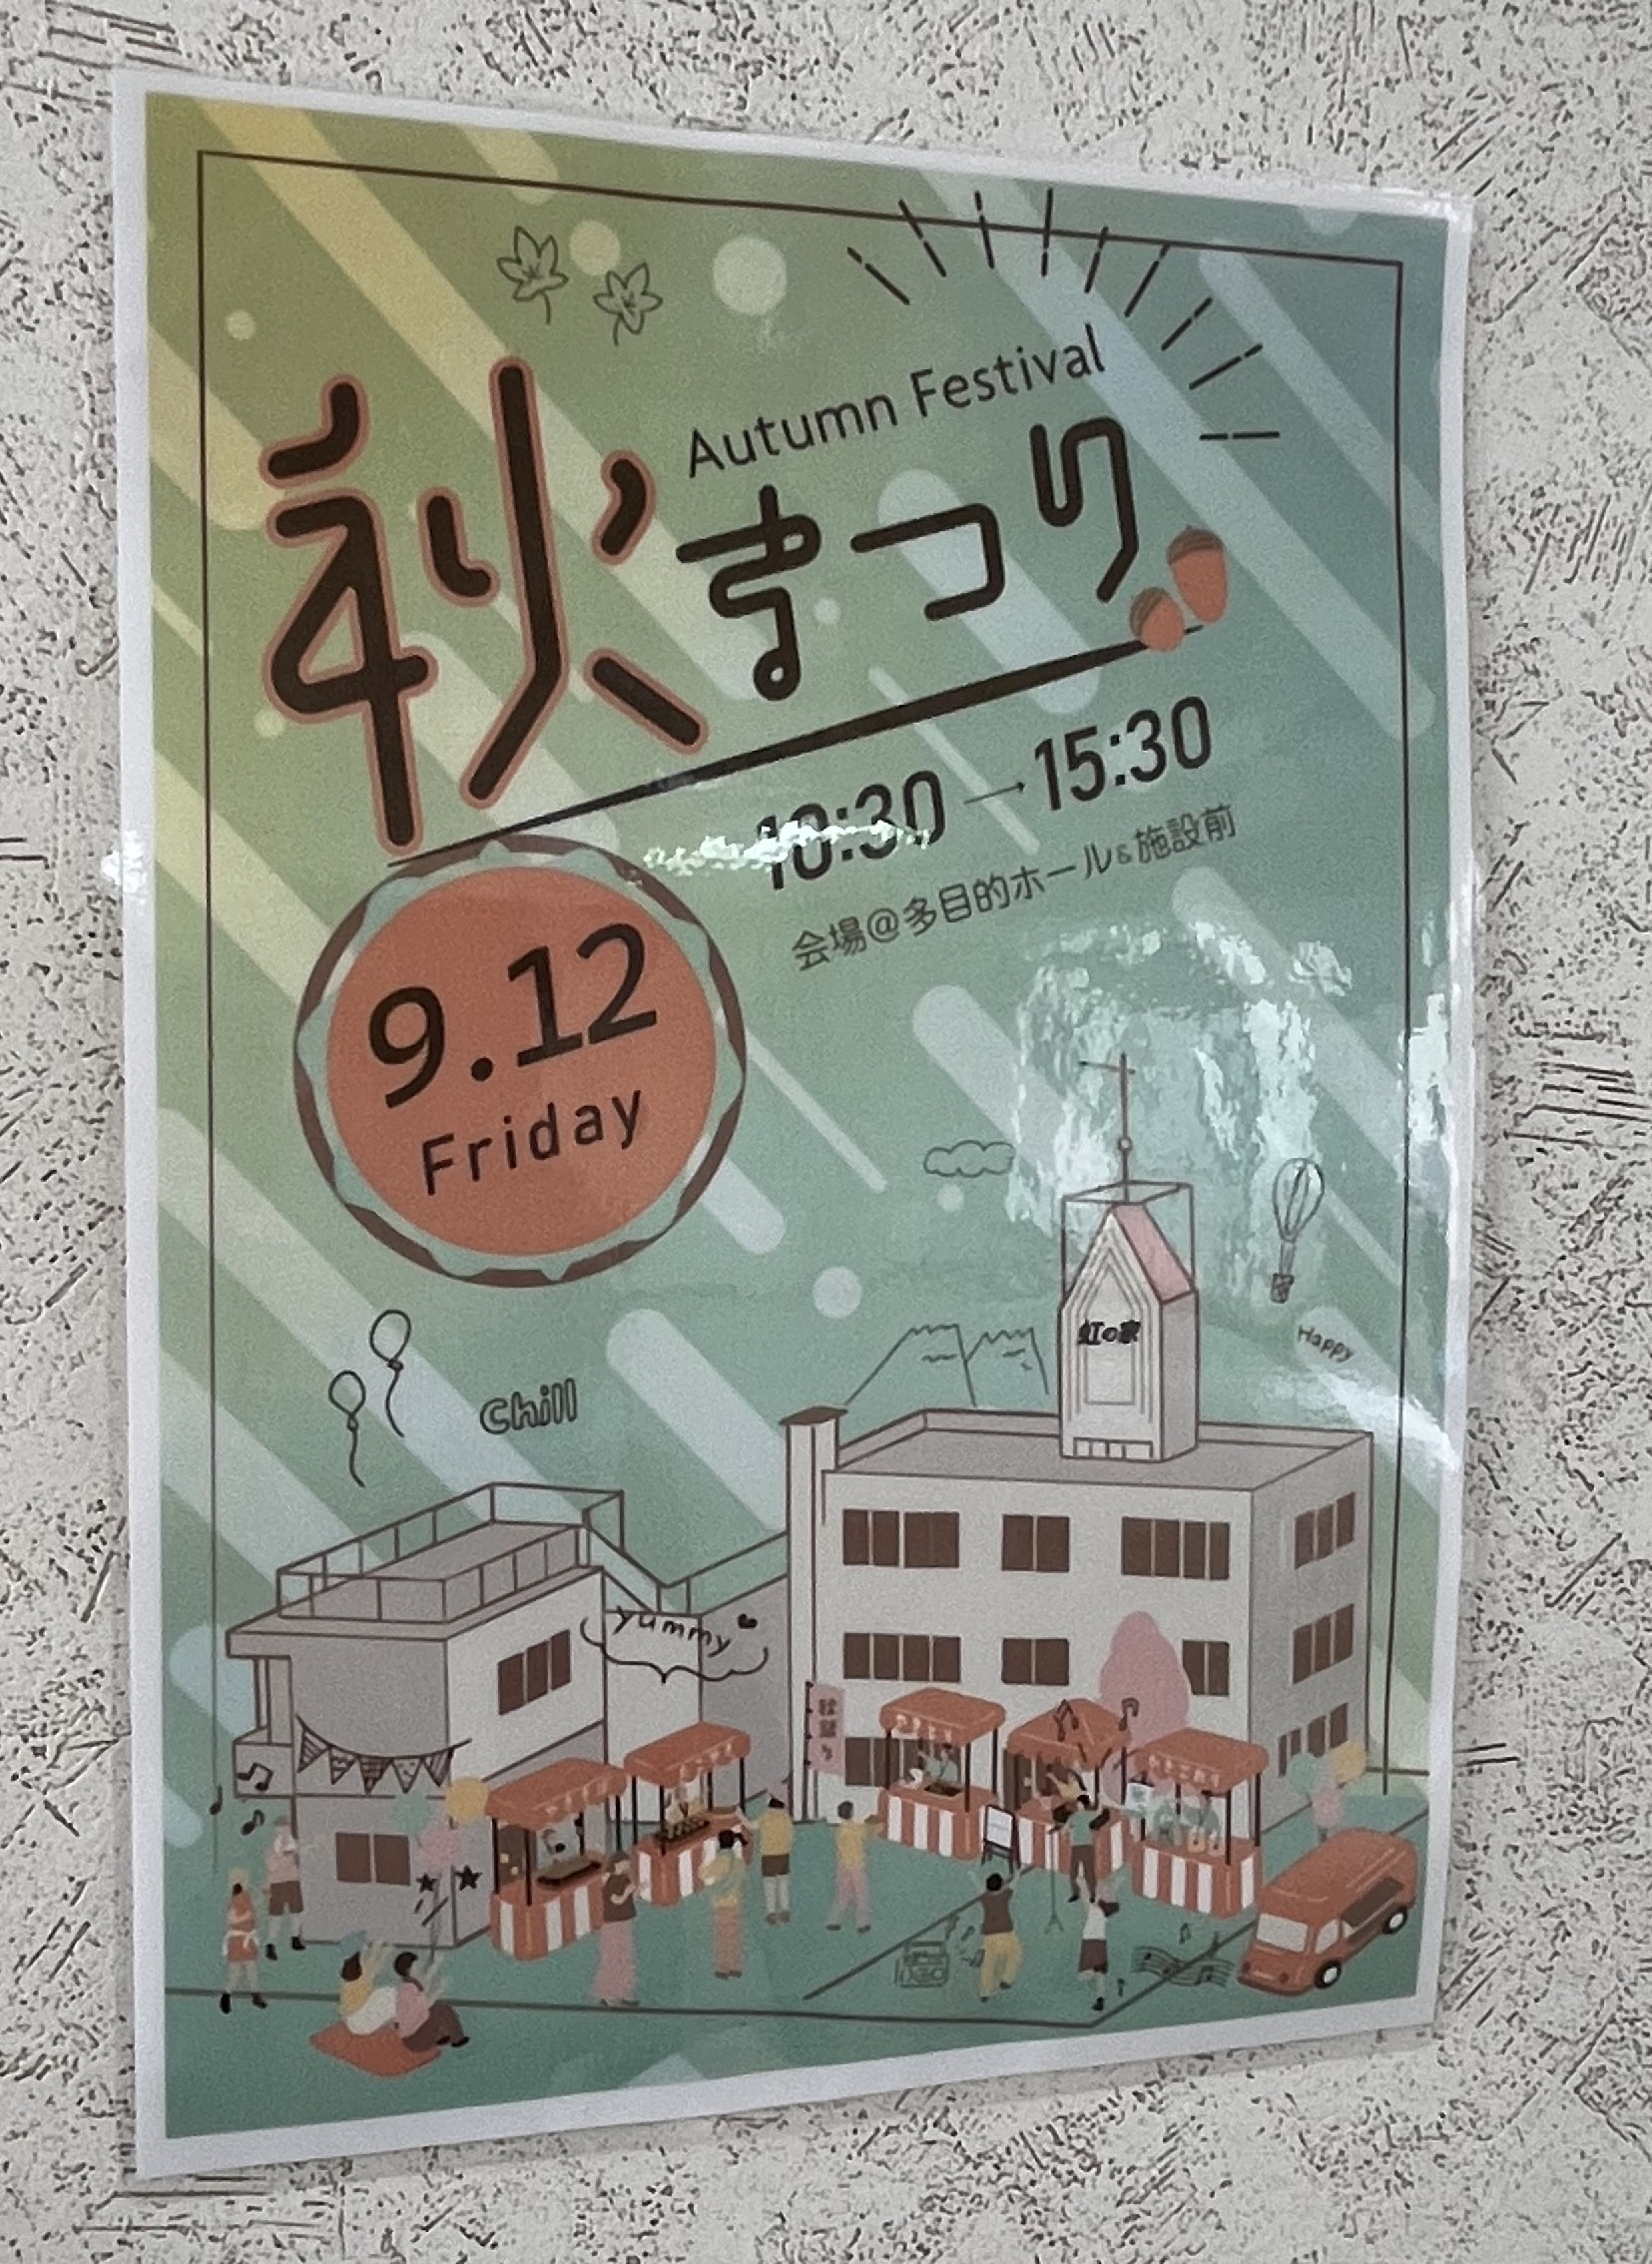 Autumn Festival
秋まつり
10:30→15:30
会場@多目的ホール&施設前
9.12
Friday
虹の家
Happy
Chill
yummy